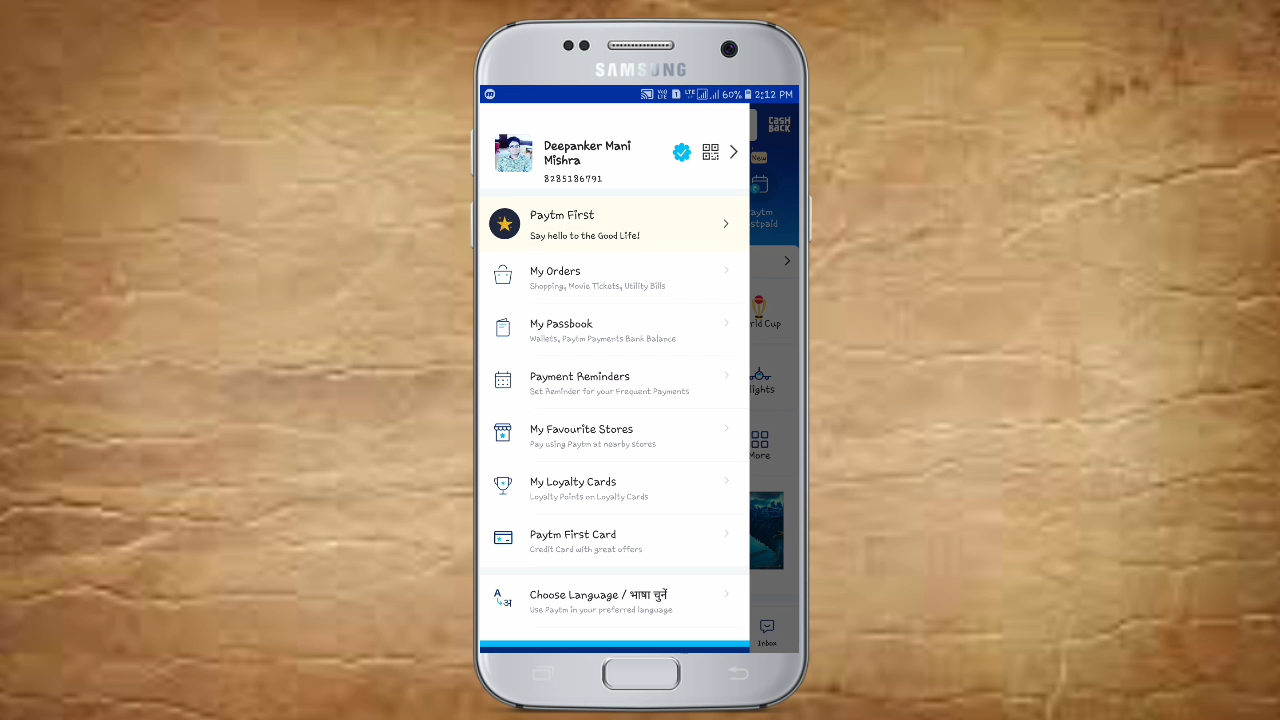 SAMSUNG
60% 2:12 PM
Deepanker Mani
Mishra
8285186791
Paytm First
Say hello to the Good Life!
My Orders
Shopping, Movie Tickets, Utility Bills
My Passbook
Wallets, Paytm Payments Bank Balance
Payment Reminders
Set Reminder for your Frequent Payments
My Favourite Stores
Pay using Paytm at nearby stores
My Loyalty Cards
Loyalty Points on Loyalty Cards
Paytm First Card
Credit Card with great offers
Choose Language / भाषा चुनें
Use Paytm in your preferred language
A
अ
CASH
BACK
New
aytm
stpaid
rld Cup
lights
More
Inbox